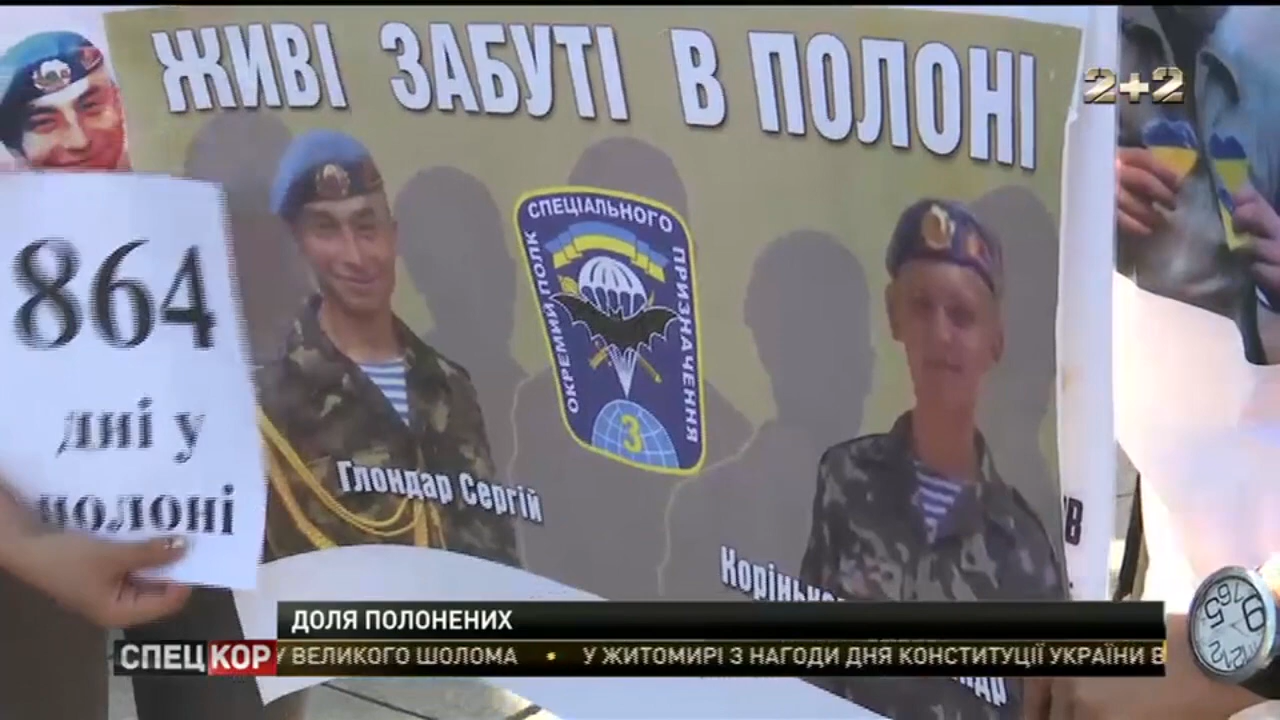 ЖИВІ ЗАБУТІ В ПОЛОНІ
2+2
864
дні у
полоні
ОКРЕМИЙ ПОЛК
СПЕЦІАЛЬНОГО
ПРИЗНАЧЕННЯ
3
Глондар Сергій
ДОЛЯ ПОЛОНЕНИХ
СПЕЦКОР
У ВЕЛИКОГО ШОЛОМА • У ЖИТОМИРІ З НАГОДИ ДНЯ КОНСТИТУЦІЇ УКРАЇНИ В